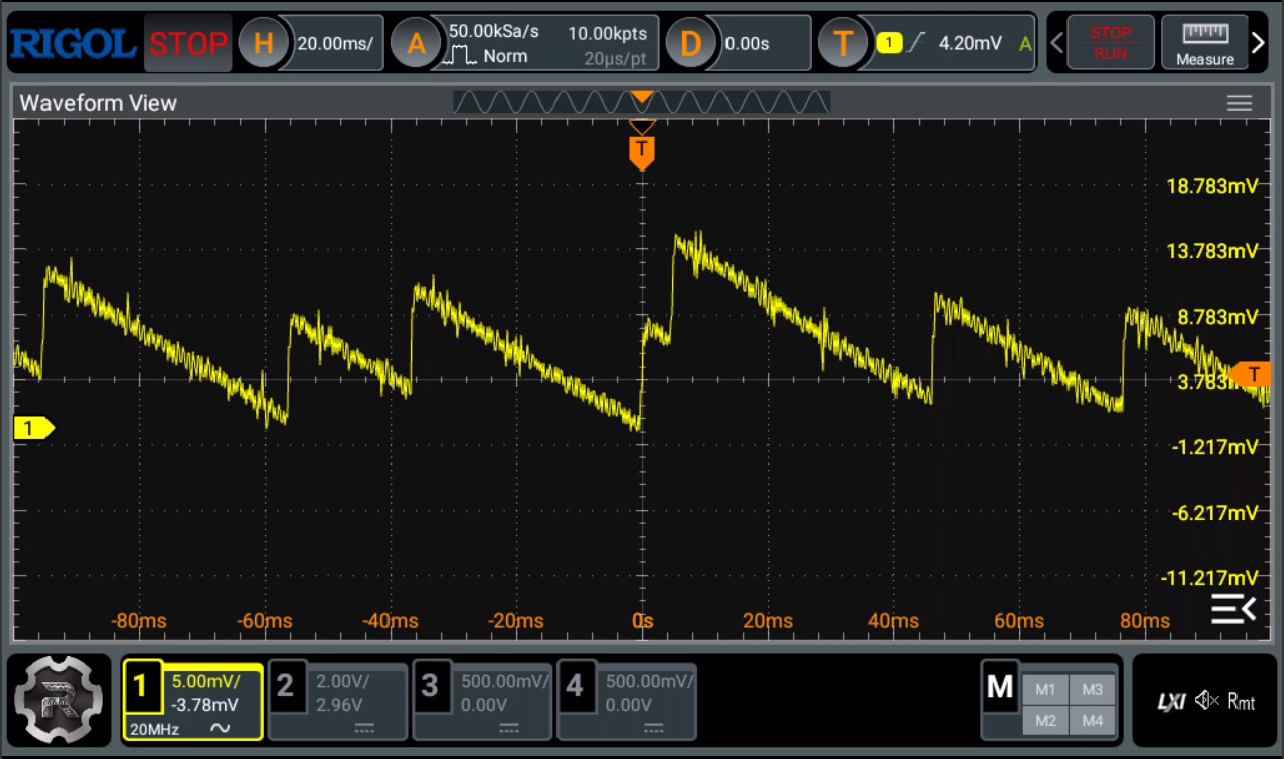 RIGOL STOP H 20.00ms/ A 50.00kSa/s 10.00kpts D 0.00s T 1 4.20mV A STOP Measure
Norm 20µs/pt RUN
Waveform View
T
18.783mV
13.783mV
8.783mV
3.783m T
1
-1.217mV
-6.217mV
-11.217mV
-80ms -60ms -40ms -20ms 0s 20ms 40ms 60ms 80ms
1 5.00mV/ 2 2.00V/ 3 500.00mV/ 4 500.00mV/ M M1 M3 LXI Rmt
-3.78mV 2.96V 0.00V 0.00V M2 M4
20MHz
R